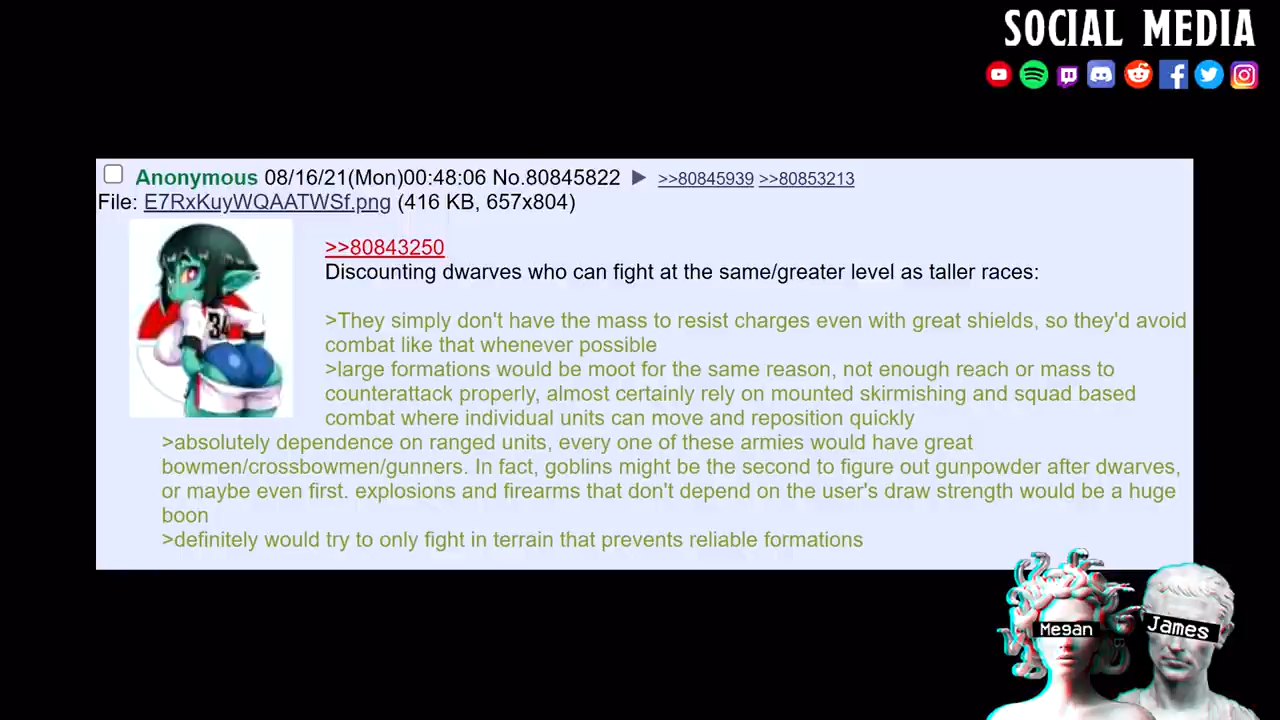 SOCIAL MEDIA
Anonymous 08/16/21(Mon)00:48:06 No.80845822 ▶ >>80845939 >>80853213
File: E7RxKuyWQAATWSf.png (416 KB, 657x804)
>>80843250
Discounting dwarves who can fight at the same/greater level as taller races:
>They simply don't have the mass to resist charges even with great shields, so they'd avoid
combat like that whenever possible
>large formations would be moot for the same reason, not enough reach or mass to
counterattack properly, almost certainly rely on mounted skirmishing and squad based
combat where individual units can move and reposition quickly
>absolutely dependence on ranged units, every one of these armies would have great
bowmen/crossbowmen/gunners. In fact, goblins might be the second to figure out gunpowder after dwarves,
or maybe even first. explosions and firearms that don't depend on the user's draw strength would be a huge
boon
>definitely would try to only fight in terrain that prevents reliable formations
34
Megan
James